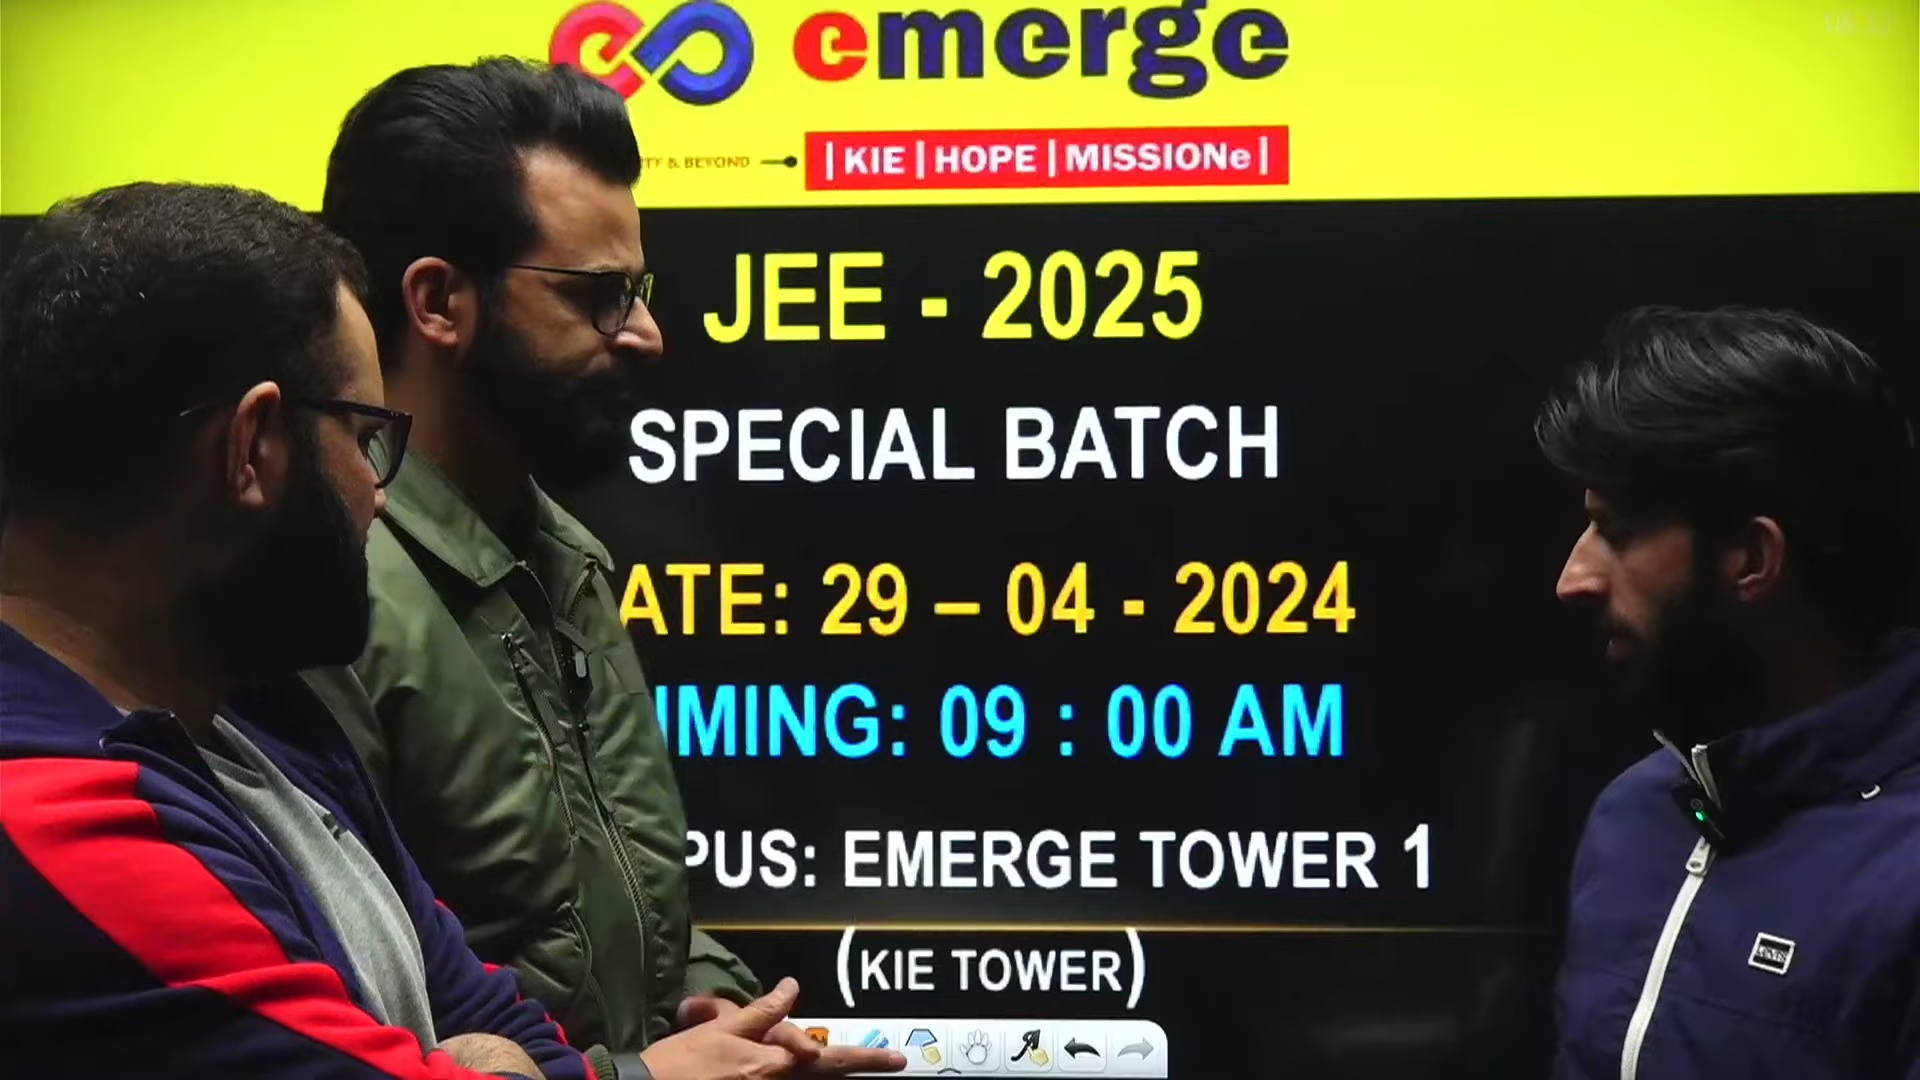 emerge
& BEYOND
| KIE | HOPE | MISSIONe |
JEE - 2025
SPECIAL BATCH
ATE: 29 – 04 - 2024
IMING: 09 : 00 AM
PUS: EMERGE TOWER 1
(KIE TOWER)